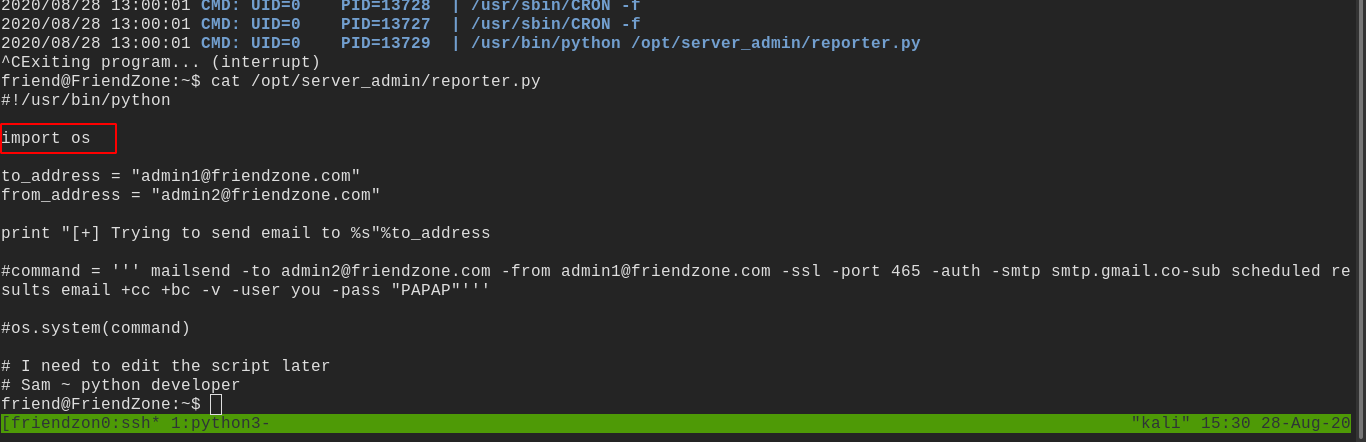 2020/08/28 13:00:01 CMD: UID=0    PID=13728  | /usr/sbin/CRON -f
2020/08/28 13:00:01 CMD: UID=0    PID=13727  | /usr/sbin/CRON -f
2020/08/28 13:00:01 CMD: UID=0    PID=13729  | /usr/bin/python /opt/server_admin/reporter.py
^CExiting program... (interrupt)
friend@FriendZone:~$ cat /opt/server_admin/reporter.py
#!/usr/bin/python
import os
to_address = "admin1@friendzone.com"
from_address = "admin2@friendzone.com"
print "[+] Trying to send email to %s"%to_address
#command = ''' mailsend -to admin2@friendzone.com -from admin1@friendzone.com -ssl -port 465 -auth -smtp smtp.gmail.co-sub scheduled re
sults email +cc +bc -v -user you -pass "PAPAP"'''
#os.system(command)
# I need to edit the script later
# Sam ~ python developer
friend@FriendZone:~$
[friendzon0:ssh* 1:python3- "kali" 15:30 28-Aug-20